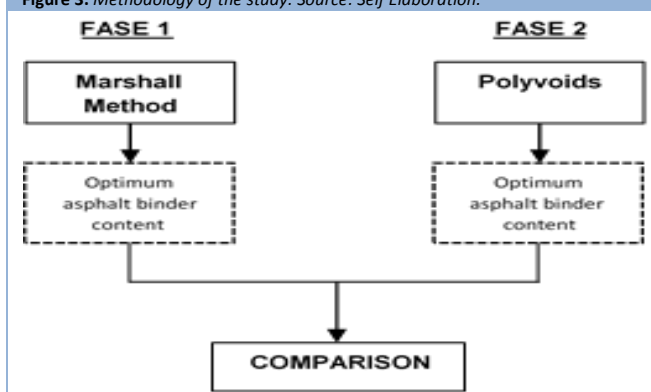 Figure 3. Methodology of the study. Source: Self Elaboration.
FASE 1
FASE 2
Marshall
Method
Polyvoids
Optimum
asphalt binder
content
Optimum
asphalt binder
content
COMPARISON